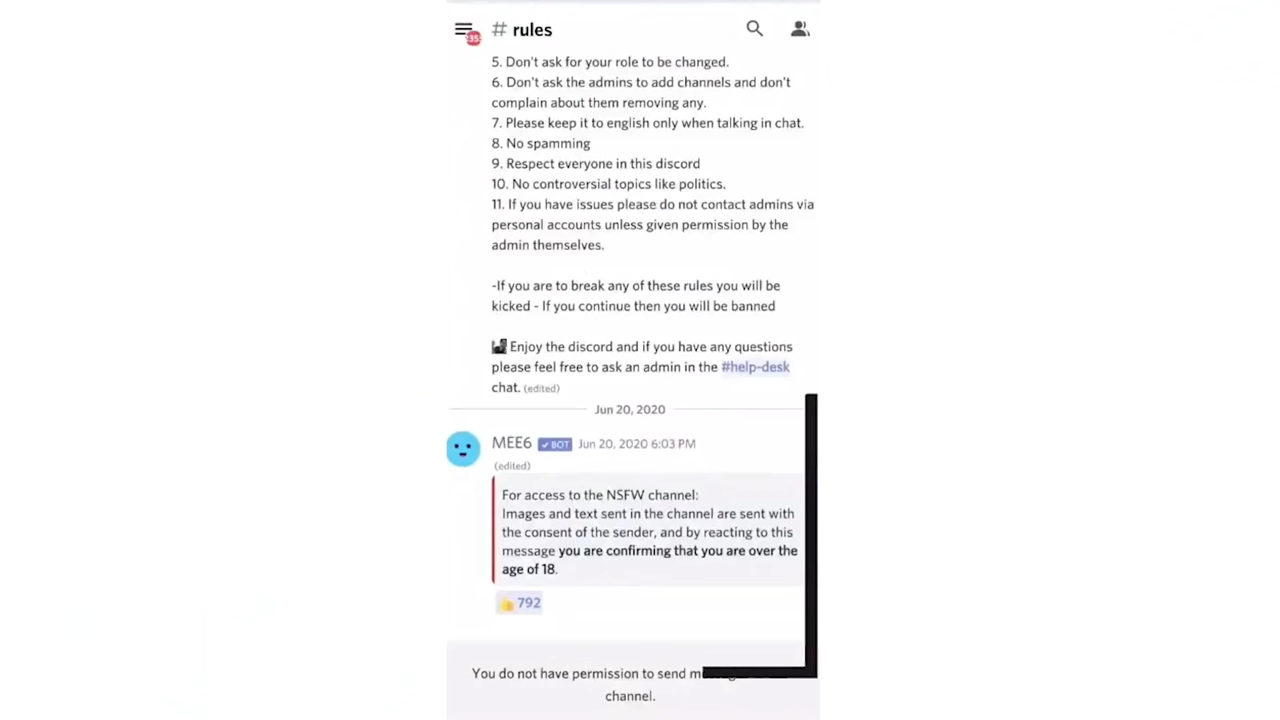 # rules
5. Don't ask for your role to be changed.
6. Don't ask the admins to add channels and don't
complain about them removing any.
7. Please keep it to english only when talking in chat.
8. No spamming
9. Respect everyone in this discord
10. No controversial topics like politics.
11. If you have issues please do not contact admins via
personal accounts unless given permission by the
admin themselves.
-If you are to break any of these rules you will be
kicked - If you continue then you will be banned
Enjoy the discord and if you have any questions
please feel free to ask an admin in the #help-desk
chat. (edited)
Jun 20, 2020
MEE6 ✓ BOT Jun 20, 2020 6:03 PM
(edited)
For access to the NSFW channel:
Images and text sent in the channel are sent with
the consent of the sender, and by reacting to this
message you are confirming that you are over the
age of 18.
👍 792
You do not have permission to send
channel.